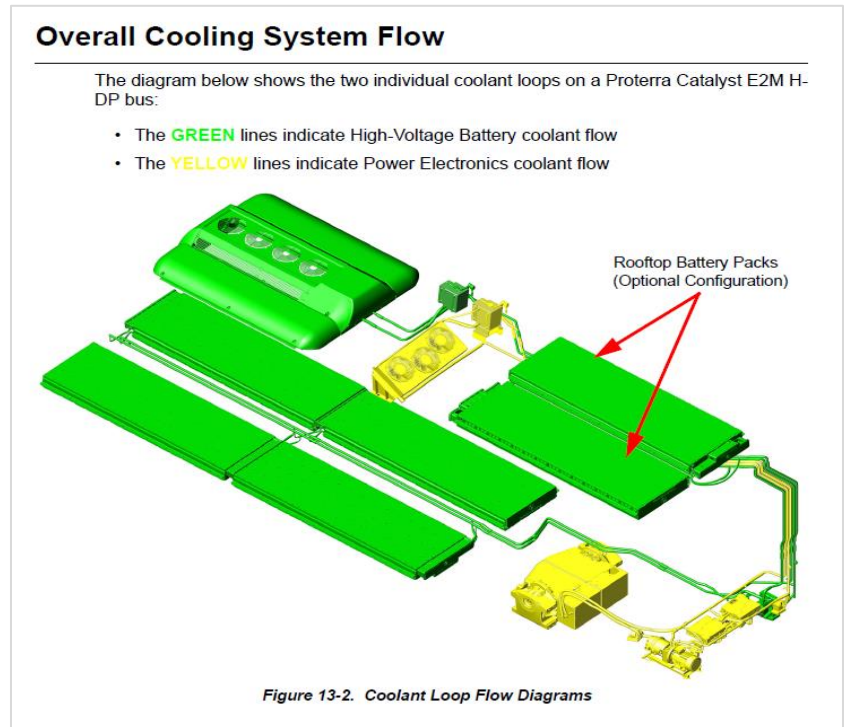 Overall Cooling System Flow
The diagram below shows the two individual coolant loops on a Proterra Catalyst E2M H-
DP bus:
• The GREEN lines indicate High-Voltage Battery coolant flow
• The YELLOW lines indicate Power Electronics coolant flow
Rooftop Battery Packs
(Optional Configuration)
Figure 13-2. Coolant Loop Flow Diagrams